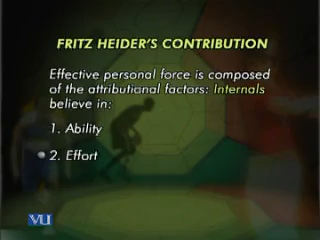 FRITZ HEIDER'S CONTRIBUTION
Effective personal force is composed
of the attributional factors: Internals
believe in:
1. Ability
2. Effort
VU